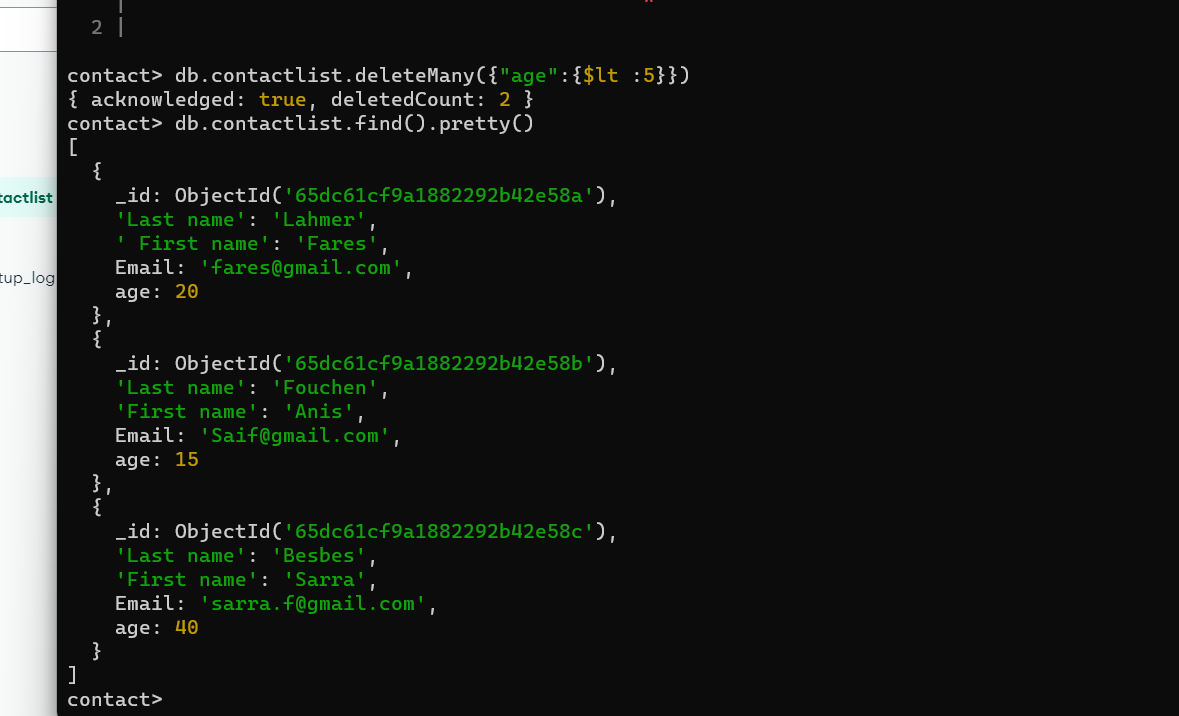 2 |
contact> db.contactlist.deleteMany({"age":{$lt :5}})
{ acknowledged: true, deletedCount: 2 }
contact> db.contactlist.find().pretty()
[
  {
    _id: ObjectId('65dc61cf9a1882292b42e58a'),
    'Last name': 'Lahmer',
    ' First name': 'Fares',
    Email: 'fares@gmail.com',
    age: 20
  },
  {
    _id: ObjectId('65dc61cf9a1882292b42e58b'),
    'Last name': 'Fouchen',
    'First name': 'Anis',
    Email: 'Saif@gmail.com',
    age: 15
  },
  {
    _id: ObjectId('65dc61cf9a1882292b42e58c'),
    'Last name': 'Besbes',
    'First name': 'Sarra',
    Email: 'sarra.f@gmail.com',
    age: 40
  }
]
contact>
tactlist
tup_log